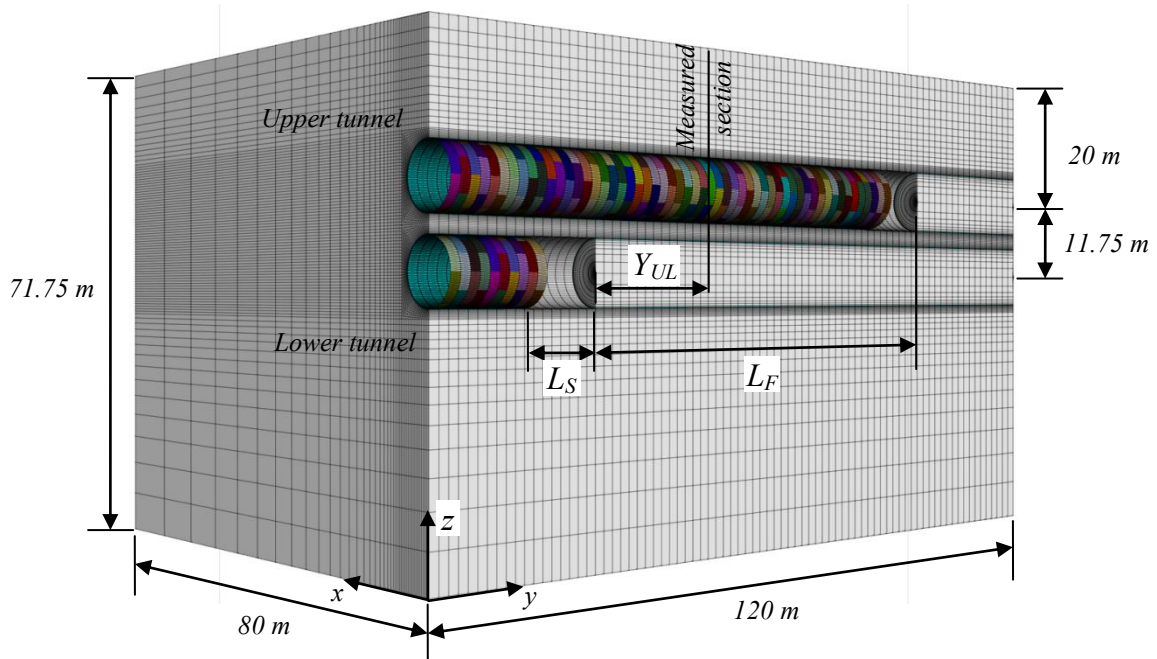 Upper tunnel
Measured
section
20 m
11.75 m
Y_UL
71.75 m
Lower tunnel
L_S
L_F
z
x
y
80 m
120 m